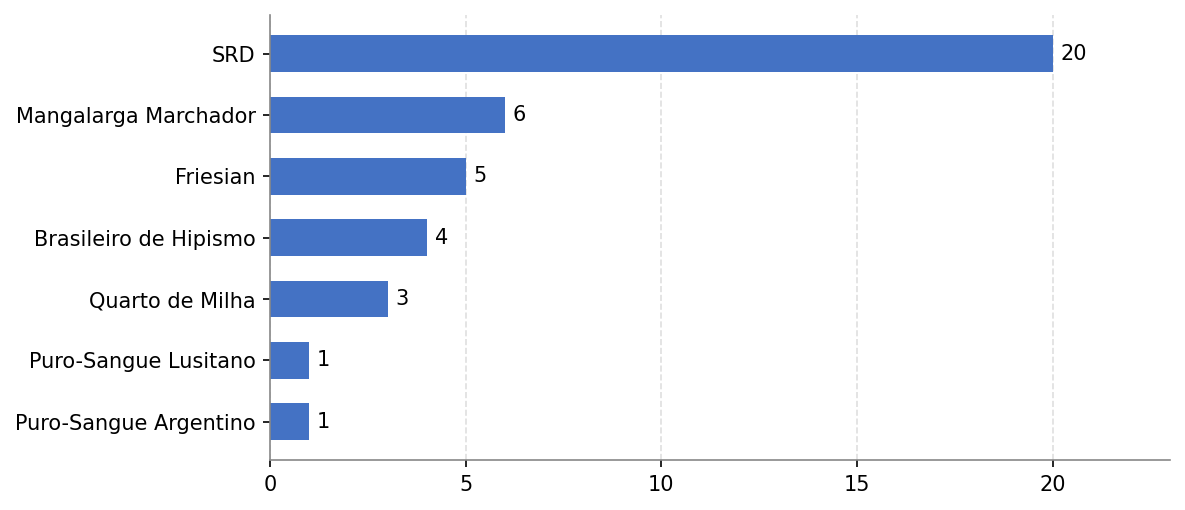 SRD 20
Mangalarga Marchador 6
Friesian 5
Brasileiro de Hipismo 4
Quarto de Milha 3
Puro-Sangue Lusitano 1
Puro-Sangue Argentino 1
0 5 10 15 20